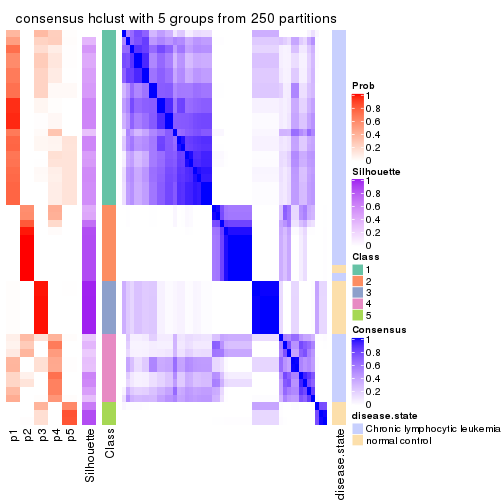 consensus hclust with 5 groups from 250 partitions
Prob
1
0.8
0.6
0.4
0.2
0
Silhouette
1
0.8
0.6
0.4
0.2
0
Class
1
2
3
4
5
Consensus
1
0.8
0.6
0.4
0.2
0
disease.state
Chronic lymphocytic leukemia
normal control
p1
p2
p3
p4
p5
Silhouette
Class
disease.state